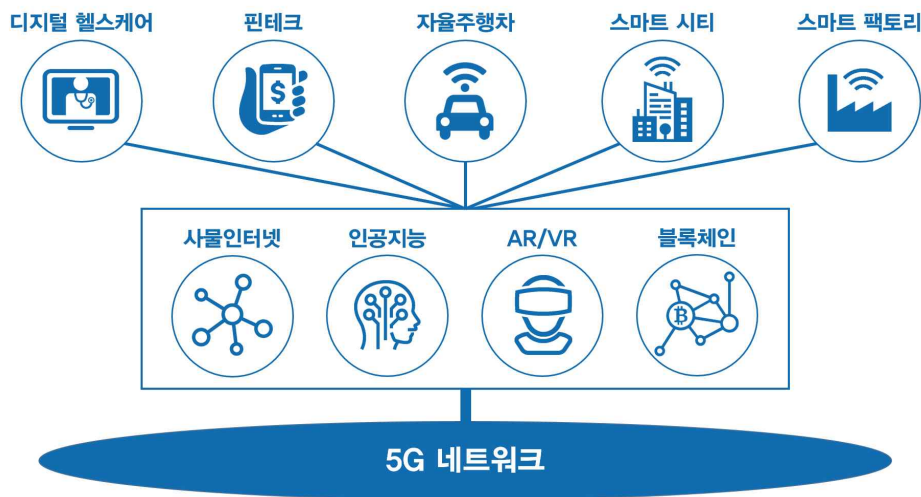 디지털 헬스케어
핀테크
자율주행차
스마트 시티
스마트 팩토리
$
사물인터넷
인공지능
AR/VR
블록체인
₿
5G 네트워크